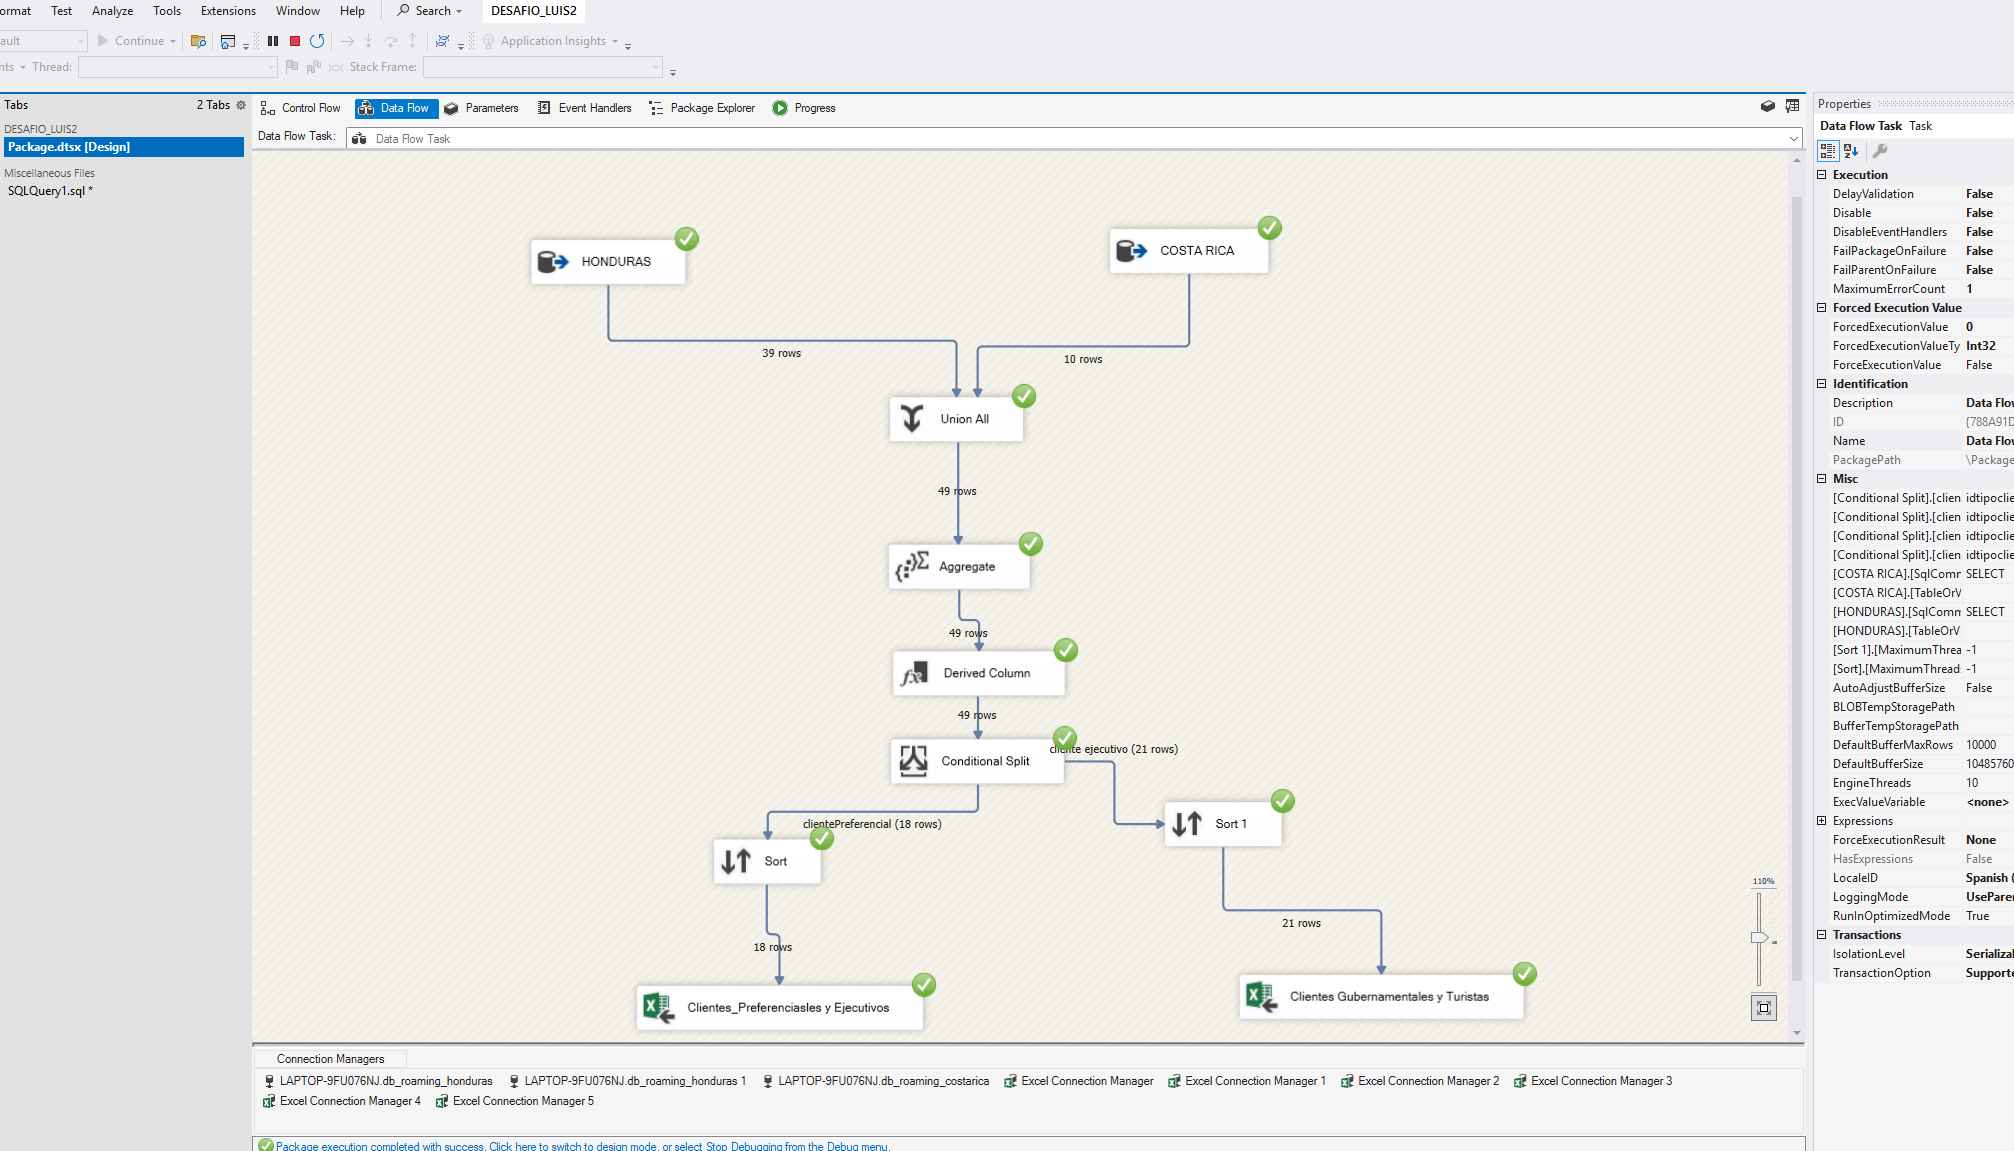 ormat Test Analyze Tools Extensions Window Help Search DESAFIO_LUIS2
ault Continue Application Insights
nts Thread: Stack Frame:
Tabs 2 Tabs
DESAFIO_LUIS2
Package.dtsx [Design]
Miscellaneous Files
SQLQuery1.sql *
Control Flow Data Flow Parameters Event Handlers Package Explorer Progress
Data Flow Task: Data Flow Task
HONDURAS
COSTA RICA
39 rows
10 rows
Union All
49 rows
Aggregate
49 rows
Derived Column
49 rows
cliente ejecutivo (21 rows)
Conditional Split
clientePreferencial (18 rows)
Sort 1
Sort
21 rows
18 rows
Clientes_Preferenciasles y Ejecutivos
Clientes Gubernamentales y Turistas
110%
Connection Managers
LAPTOP-9FU076NJ.db_roaming_honduras LAPTOP-9FU076NJ.db_roaming_honduras 1 LAPTOP-9FU076NJ.db_roaming_costarica Excel Connection Manager Excel Connection Manager 1 Excel Connection Manager 2 Excel Connection Manager 3
Excel Connection Manager 4 Excel Connection Manager 5
Package execution completed with success. Click here to switch to design mode, or select Stop Debugging from the Debug menu.
Properties
Data Flow Task Task
Execution
DelayValidation False
Disable False
DisableEventHandlers False
FailPackageOnFailure False
FailParentOnFailure False
MaximumErrorCount 1
Forced Execution Value
ForcedExecutionValue 0
ForcedExecutionValueTy Int32
ForceExecutionValue False
Identification
Description Data Flo
ID {788A91D
Name Data Flo
PackagePath \Package
Misc
[Conditional Split].[clien idtipoclie
[Conditional Split].[clien idtipoclie
[Conditional Split].[clien idtipoclie
[Conditional Split].[clien idtipoclie
[COSTA RICA].[SqlComm SELECT
[COSTA RICA].[TableOrV
[HONDURAS].[SqlComm SELECT
[HONDURAS].[TableOrV
[Sort 1].[MaximumThrea -1
[Sort].[MaximumThread: -1
AutoAdjustBufferSize False
BLOBTempStoragePath
BufferTempStoragePath
DefaultBufferMaxRows 10000
DefaultBufferSize 10485760
EngineThreads 10
ExecValueVariable <none>
Expressions
ForceExecutionResult None
HasExpressions False
LocaleID Spanish (
LoggingMode UseParen
RunInOptimizedMode True
Transactions
IsolationLevel Serializal
TransactionOption Supporte